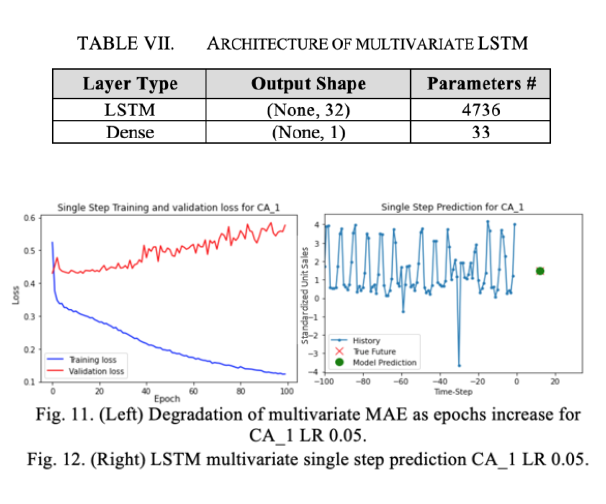 TABLE VII. ARCHITECTURE OF MULTIVARIATE LSTM
Layer Type Output Shape Parameters #
LSTM (None, 32) 4736
Dense (None, 1) 33
Single Step Training and validation loss for CA_1
0.6
0.5
0.4
0.3
0.2
0.1
Loss
Training loss
Validation loss
0 20 40 60 80 100
Epoch
Single Step Prediction for CA_1
4
3
2
1
0
−1
−2
−3
−4
Standardized Unit Sales
History
True Future
Model Prediction
−100 −80 −60 −40 −20 0 20
Time-Step
Fig. 11. (Left) Degradation of multivariate MAE as epochs increase for
CA_1 LR 0.05.
Fig. 12. (Right) LSTM multivariate single step prediction CA_1 LR 0.05.